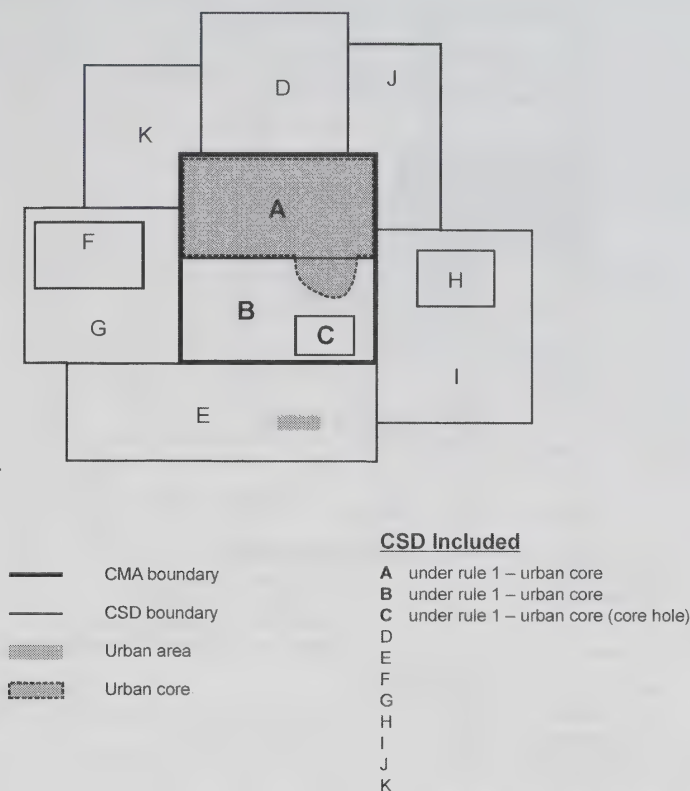 D
J
K
A
F
H
B
C
G
I
E
CMA boundary
CSD boundary
Urban area
Urban core
CSD Included
A under rule 1 – urban core
B under rule 1 – urban core
C under rule 1 – urban core (core hole)
D
E
F
G
H
I
J
K